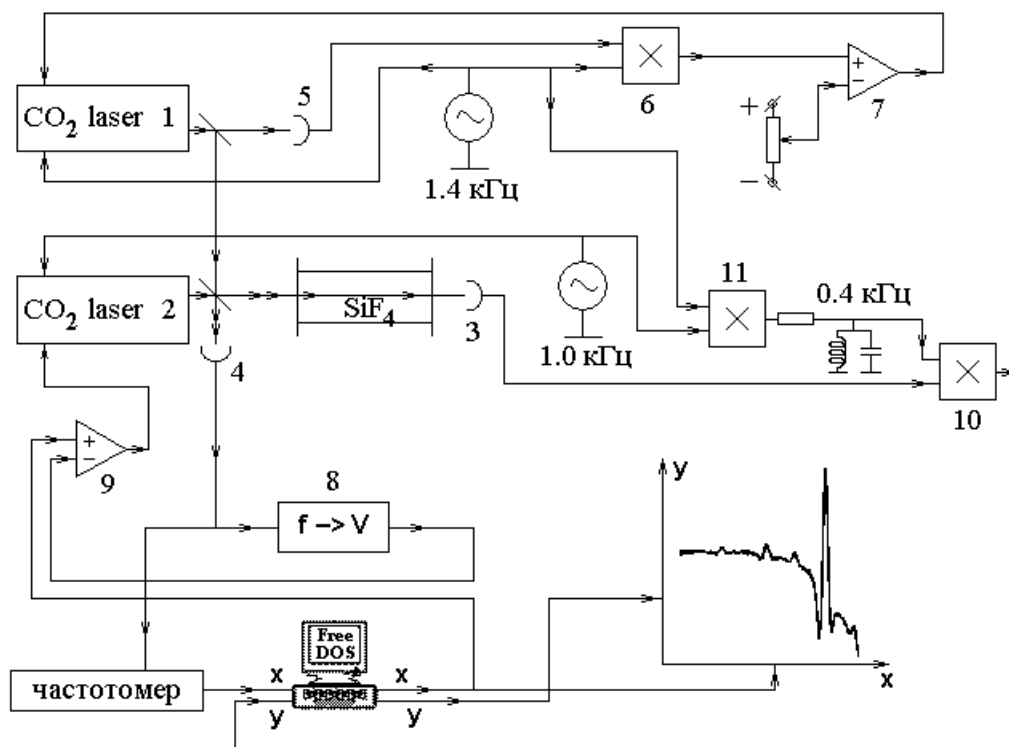 CO₂ laser 1
5
1.4 кГц
×
6
+
−
7
+
−
CO₂ laser 2
4
SiF₄
3
1.0 кГц
11
×
0.4 кГц
×
10
+
−
9
8
f −> V
Free
DOS
частотомер
x
y
x
y
y
x